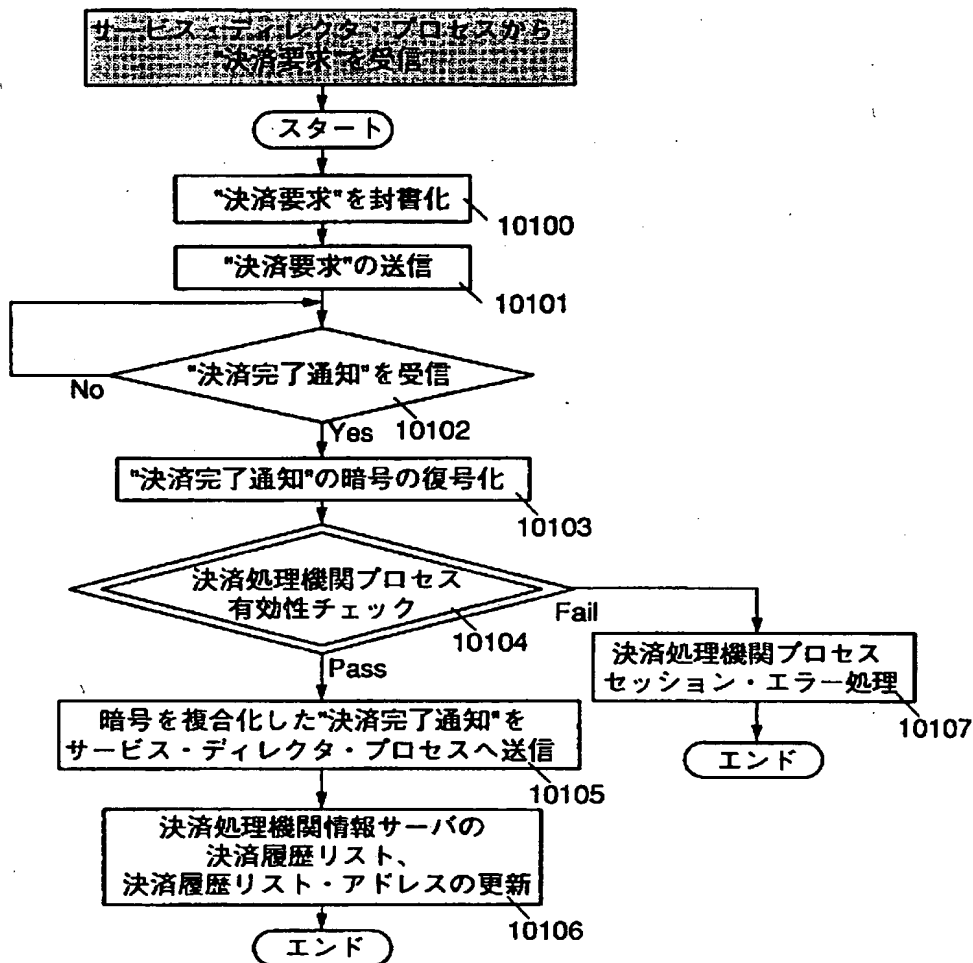 サービス・ディレクタ・プロセスから
"決済要求"を受信
スタート
"決済要求"を封書化
10100
"決済要求"の送信
10101
"決済完了通知"を受信
No
Yes
10102
"決済完了通知"の暗号の復号化
10103
決済処理機関プロセス
有効性チェック
10104
Fail
Pass
決済処理機関プロセス
セッション・エラー処理
10107
エンド
暗号を複合化した"決済完了通知"を
サービス・ディレクタ・プロセスへ送信
10105
決済処理機関情報サーバの
決済履歴リスト、
決済履歴リスト・アドレスの更新
10106
エンド